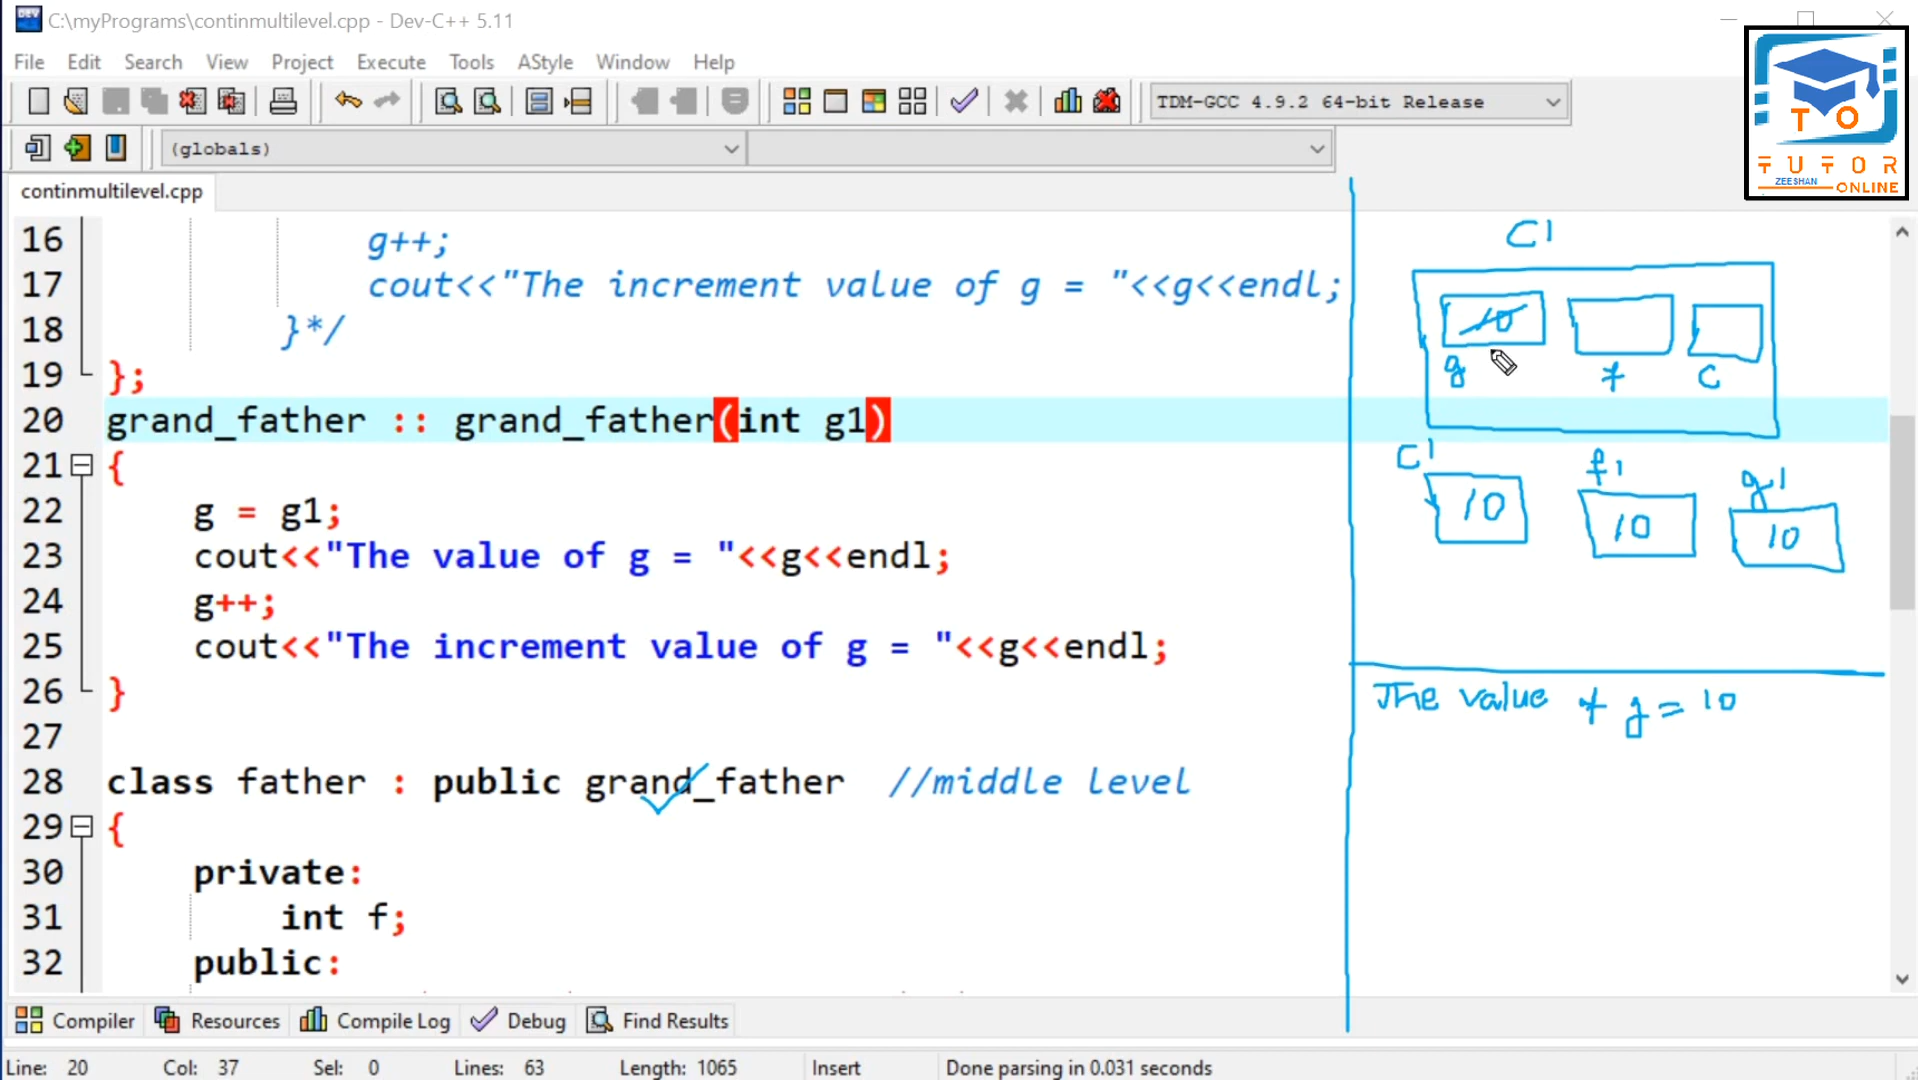 C:\myPrograms\continmultilevel.cpp - Dev-C++ 5.11
File Edit Search View Project Execute Tools AStyle Window Help
TDM-GCC 4.9.2 64-bit Release
(globals)
continmultilevel.cpp
TO
TUTOR
ZEESHAN ONLINE
16 g++;
17 cout<<"The increment value of g = "<<g<<endl;
18 }*/
19 };
20 grand_father :: grand_father(int g1)
21 {
22 g = g1;
23 cout<<"The value of g = "<<g<<endl;
24 g++;
25 cout<<"The increment value of g = "<<g<<endl;
26 }
27
28 class father : public grand_father //middle level
29 {
30 private:
31 int f;
32 public:
C1
10
g f C
C1 f1 g1
10 10 10
The value of g = 10
Compiler Resources Compile Log Debug Find Results
Line: 20 Col: 37 Sel: 0 Lines: 63 Length: 1065 Insert Done parsing in 0.031 seconds